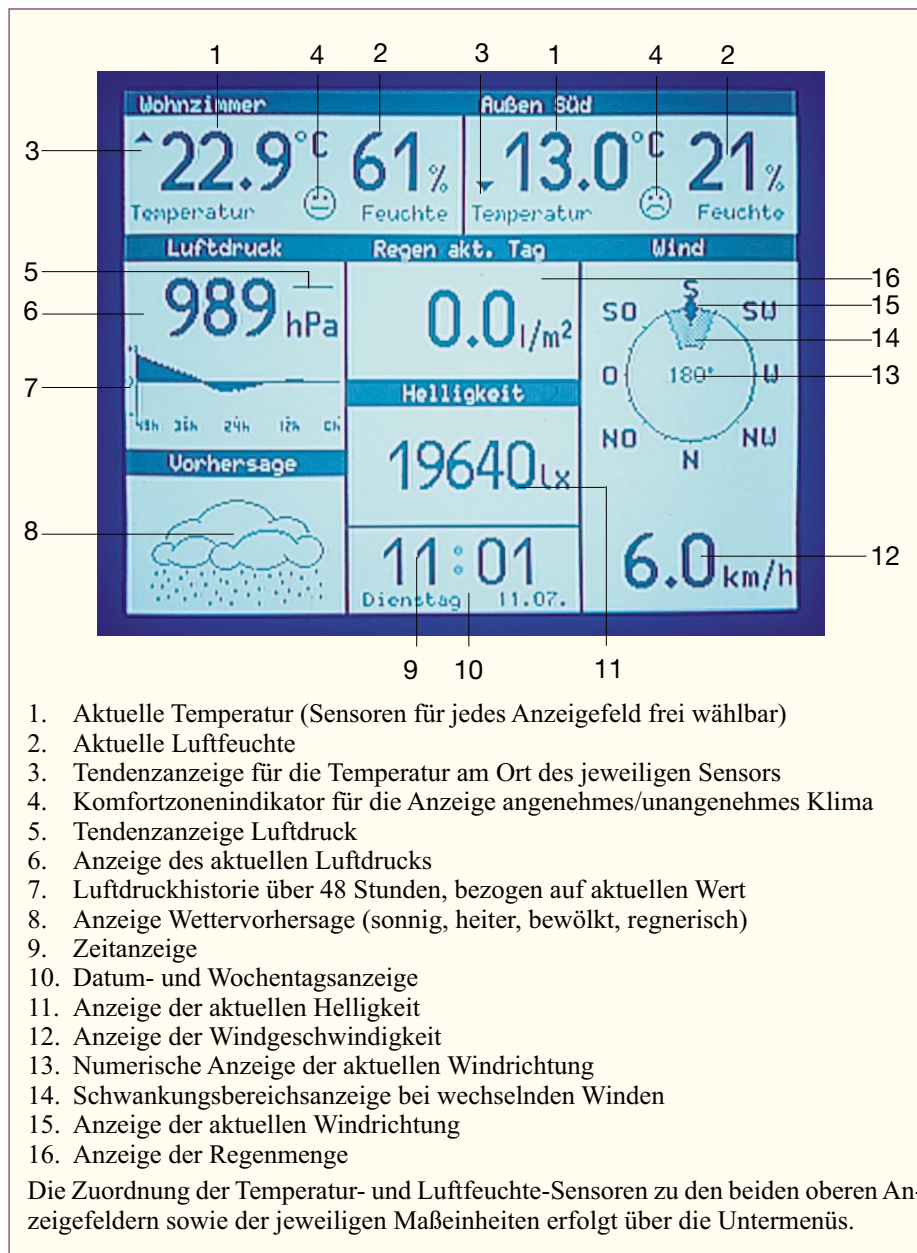 1 4 2 3 1 4 2
Wohnzimmer Außen Süd
3 22.9°C 61% 13.0°C 21%
Temperatur Feuchte Temperatur Feuchte
Luftdruck Regen akt. Tag Wind
5 16
6 989 hPa 0.0 l/m² S 15
SO SW
14
7 O 180° W 13
Helligkeit
48h 36h 24h 12h 0h NO NW
N
Vorhersage 19640 lx
8 11:01 6.0 km/h 12
Dienstag 11.07.
9 10 11
1. Aktuelle Temperatur (Sensoren für jedes Anzeigefeld frei wählbar)
2. Aktuelle Luftfeuchte
3. Tendenzanzeige für die Temperatur am Ort des jeweiligen Sensors
4. Komfortzonenindikator für die Anzeige angenehmes/unangenehmes Klima
5. Tendenzanzeige Luftdruck
6. Anzeige des aktuellen Luftdrucks
7. Luftdruckhistorie über 48 Stunden, bezogen auf aktuellen Wert
8. Anzeige Wettervorhersage (sonnig, heiter, bewölkt, regnerisch)
9. Zeitanzeige
10. Datum- und Wochentagsanzeige
11. Anzeige der aktuellen Helligkeit
12. Anzeige der Windgeschwindigkeit
13. Numerische Anzeige der aktuellen Windrichtung
14. Schwankungsbereichsanzeige bei wechselnden Winden
15. Anzeige der aktuellen Windrichtung
16. Anzeige der Regenmenge
Die Zuordnung der Temperatur- und Luftfeuchte-Sensoren zu den beiden oberen An-
zeigefeldern sowie der jeweiligen Maßeinheiten erfolgt über die Untermenüs.